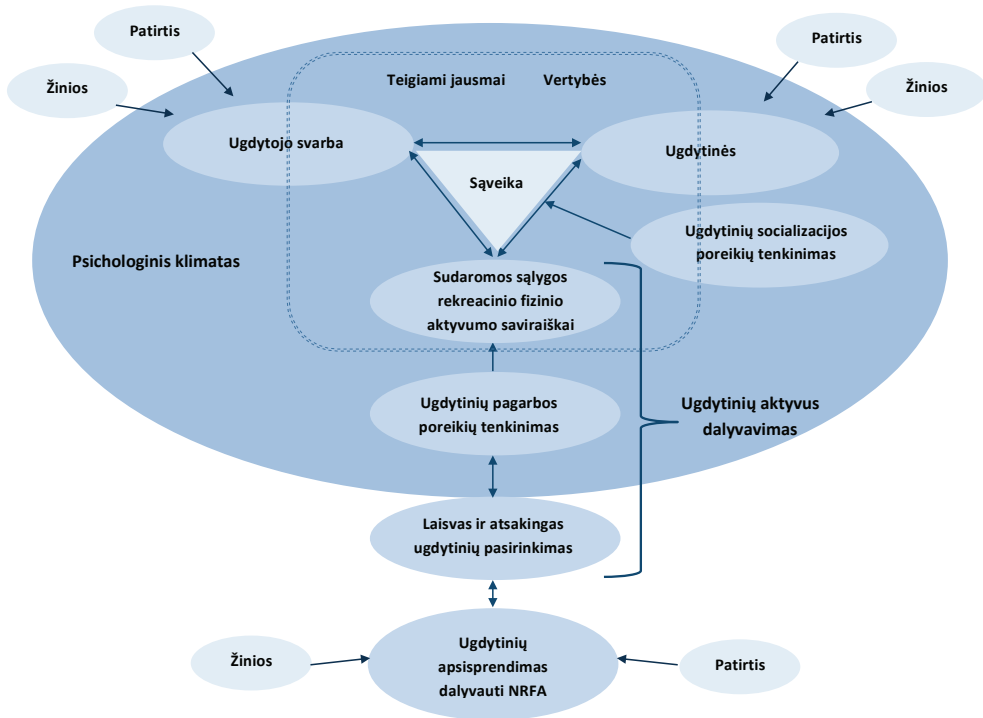 Patirtis
Patirtis
Žinios
Žinios
Teigiami jausmai
Vertybės
Ugdytojo svarba
Ugdytinės
Sąveika
Ugdytinių socializacijos
poreikių tenkinimas
Psichologinis klimatas
Sudaromos sąlygos
rekreacinio fizinio
aktyvumo saviraiškai
Ugdytinių pagarbos
poreikių tenkinimas
Ugdytinių aktyvus
dalyvavimas
Laisvas ir atsakingas
ugdytinių pasirinkimas
Ugdytinių
apsisprendimas
dalyvauti NRFA
Žinios
Patirtis